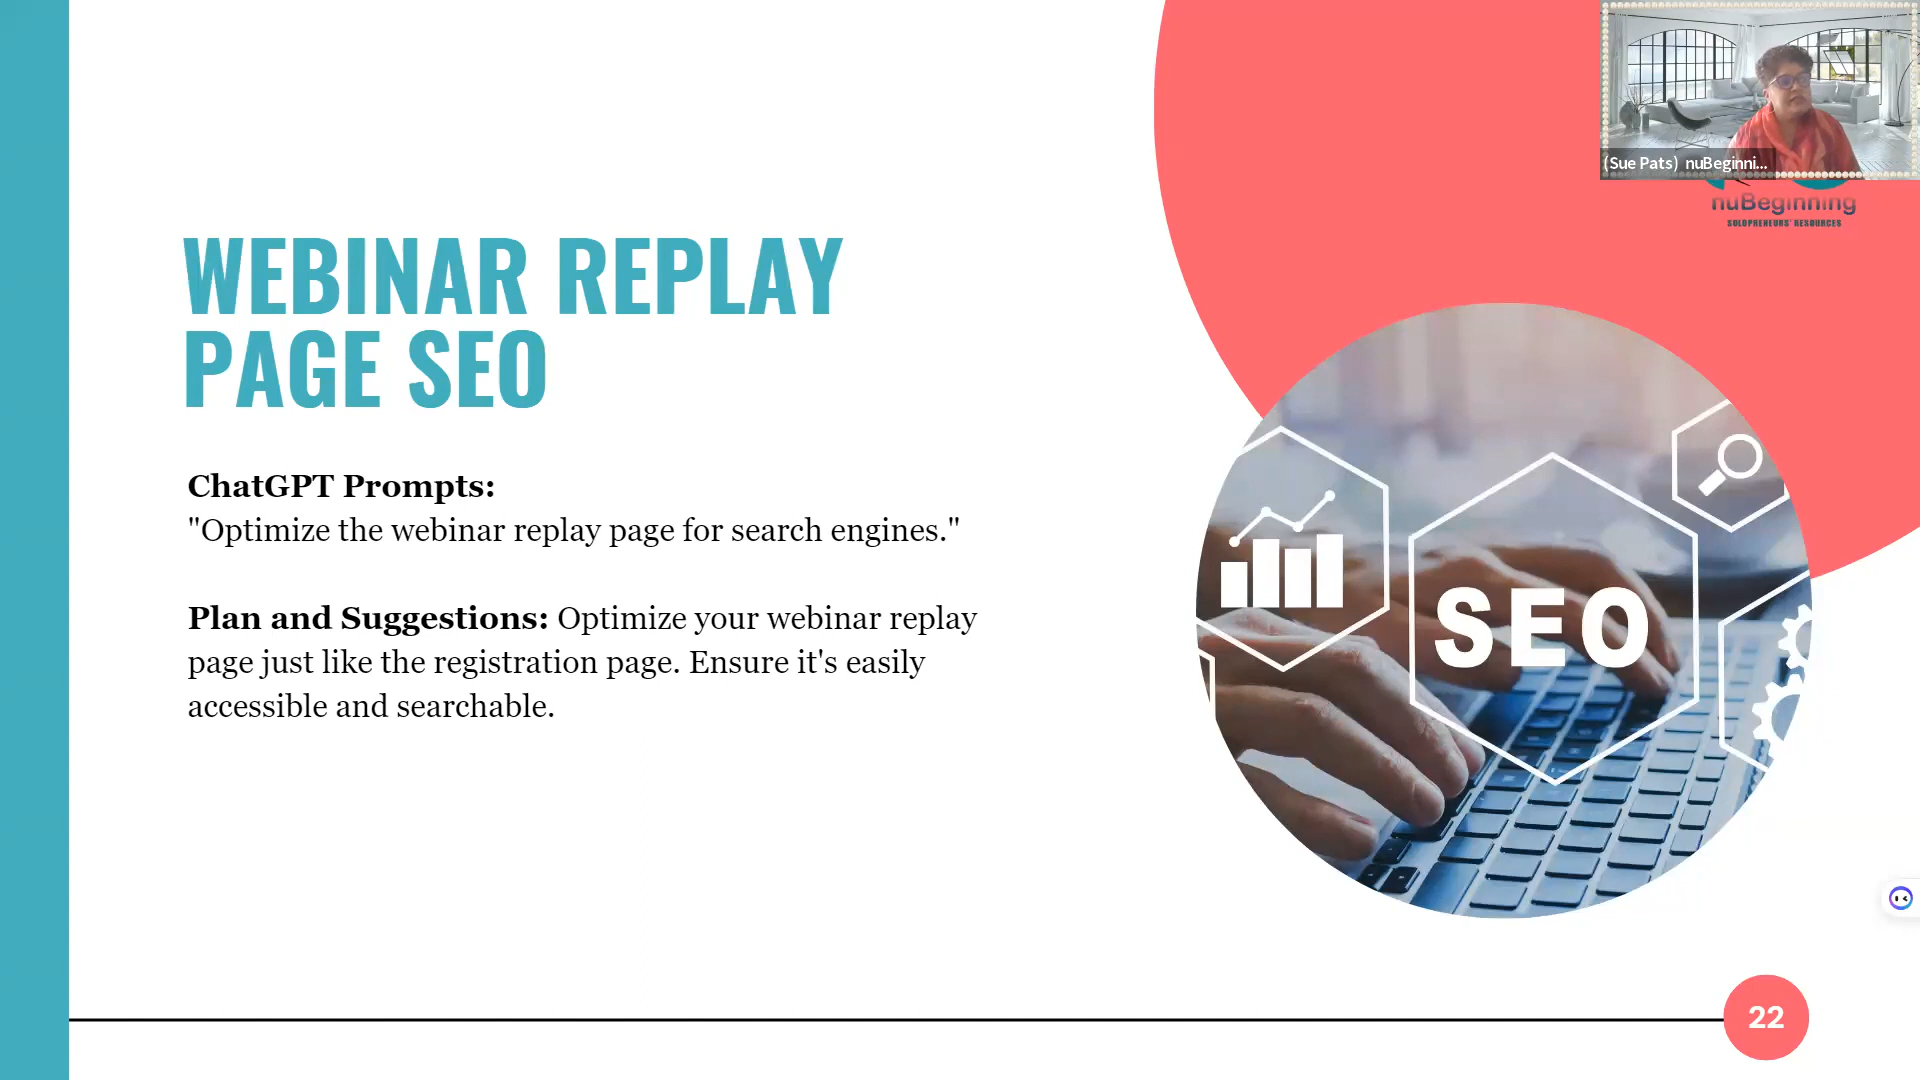 (Sue Pats) nuBeginni...
nuBeginning
SOLOPRENEURS' RESOURCES
WEBINAR REPLAY
PAGE SEO
ChatGPT Prompts:
"Optimize the webinar replay page for search engines."
Plan and Suggestions: Optimize your webinar replay
page just like the registration page. Ensure it's easily
accessible and searchable.
SEO
22